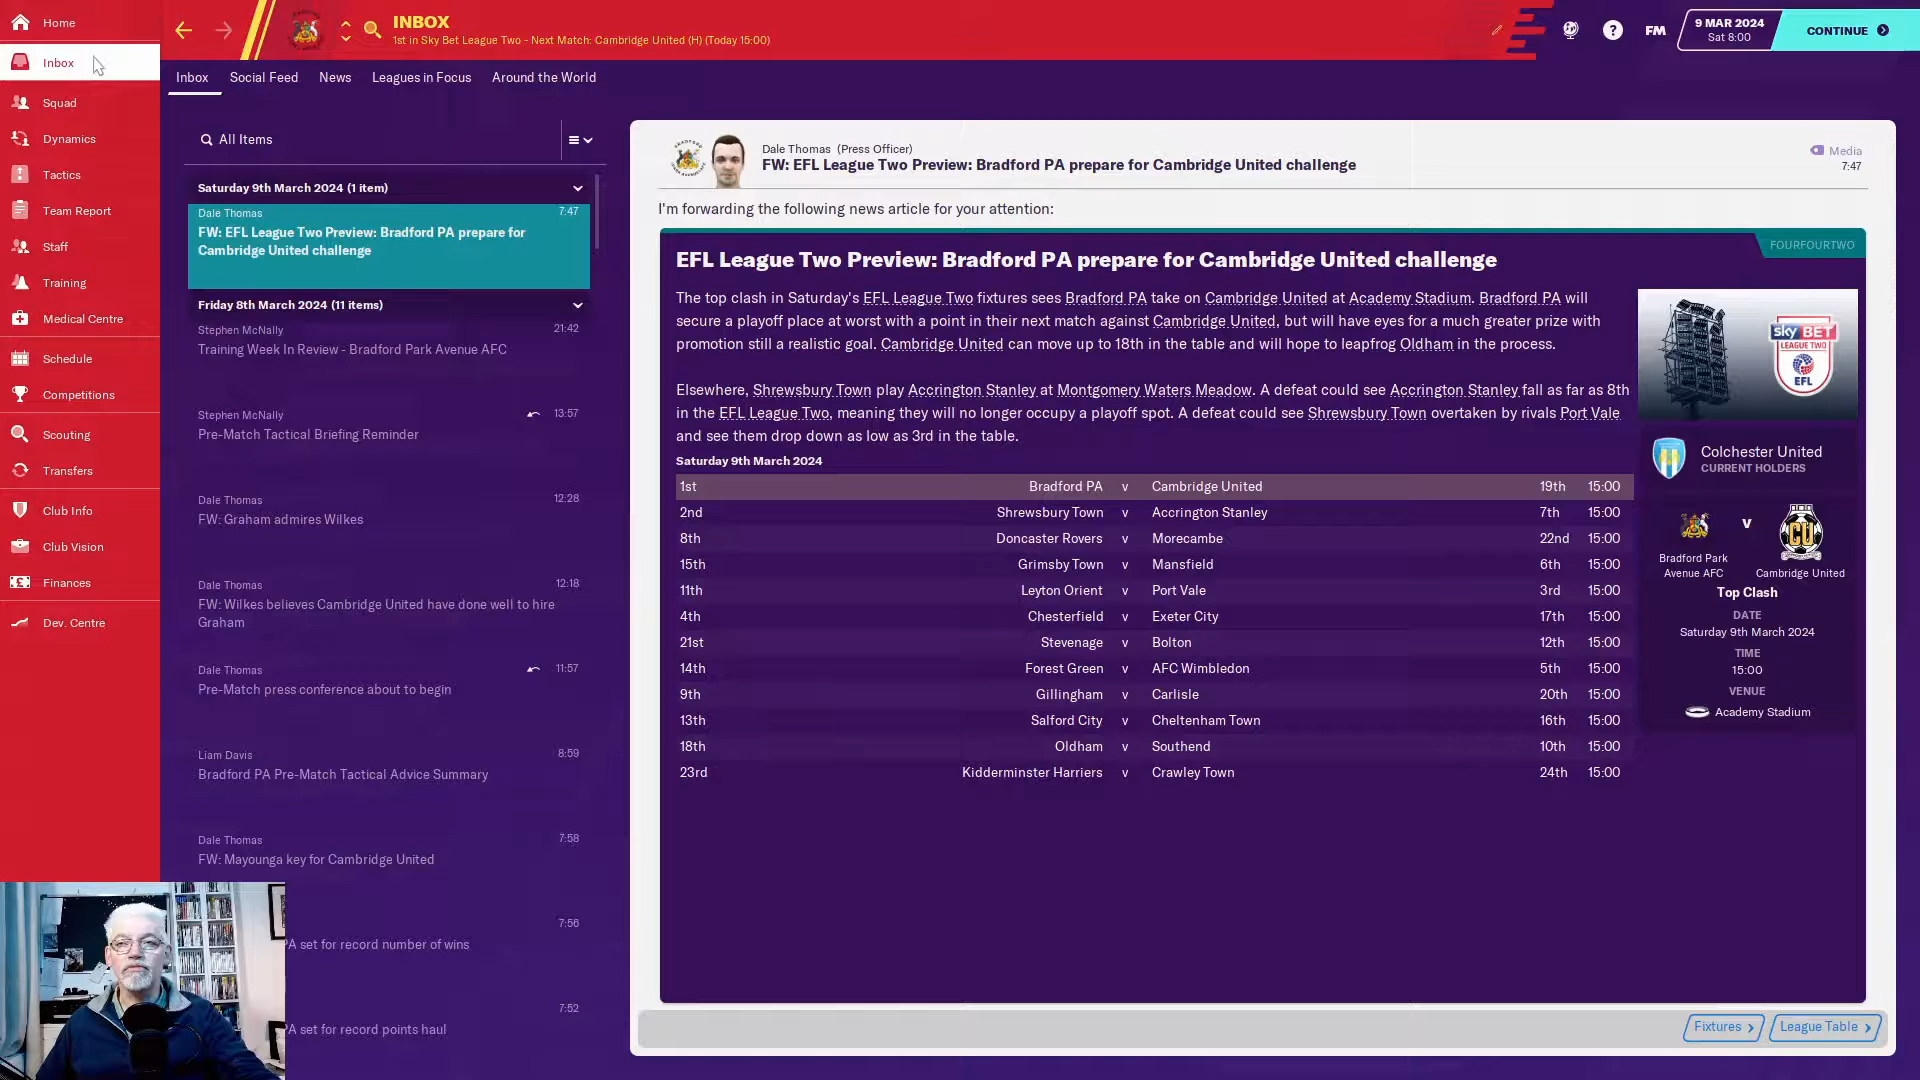 Home
Inbox
Squad
Dynamics
Tactics
Team Report
Staff
Training
Medical Centre
Schedule
Competitions
Scouting
Transfers
Club Info
Club Vision
Finances
Dev. Centre
INBOX
1st in Sky Bet League Two - Next Match: Cambridge United (H) (Today 15:00)
FM
9 MAR 2024
Sat 8:00
CONTINUE
Inbox Social Feed News Leagues in Focus Around the World
All Items
Saturday 9th March 2024 (1 item)
Dale Thomas 7:47
FW: EFL League Two Preview: Bradford PA prepare for
Cambridge United challenge
Friday 8th March 2024 (11 items)
Stephen McNally 21:42
Training Week In Review - Bradford Park Avenue AFC
Stephen McNally 13:57
Pre-Match Tactical Briefing Reminder
Dale Thomas 12:28
FW: Graham admires Wilkes
Dale Thomas 12:18
FW: Wilkes believes Cambridge United have done well to hire
Graham
Dale Thomas 11:57
Pre-Match press conference about to begin
Liam Davis 8:59
Bradford PA Pre-Match Tactical Advice Summary
Dale Thomas 7:58
FW: Mayounga key for Cambridge United
7:56
A set for record number of wins
7:52
A set for record points haul
Dale Thomas (Press Officer)
FW: EFL League Two Preview: Bradford PA prepare for Cambridge United challenge
Media
7:47
I'm forwarding the following news article for your attention:
FOURFOURTWO
EFL League Two Preview: Bradford PA prepare for Cambridge United challenge
The top clash in Saturday's EFL League Two fixtures sees Bradford PA take on Cambridge United at Academy Stadium. Bradford PA will
secure a playoff place at worst with a point in their next match against Cambridge United, but will have eyes for a much greater prize with
promotion still a realistic goal. Cambridge United can move up to 18th in the table and will hope to leapfrog Oldham in the process.
Elsewhere, Shrewsbury Town play Accrington Stanley at Montgomery Waters Meadow. A defeat could see Accrington Stanley fall as far as 8th
in the EFL League Two, meaning they will no longer occupy a playoff spot. A defeat could see Shrewsbury Town overtaken by rivals Port Vale
and see them drop down as low as 3rd in the table.
Saturday 9th March 2024
1st Bradford PA v Cambridge United 19th 15:00
2nd Shrewsbury Town v Accrington Stanley 7th 15:00
8th Doncaster Rovers v Morecambe 22nd 15:00
15th Grimsby Town v Mansfield 6th 15:00
11th Leyton Orient v Port Vale 3rd 15:00
4th Chesterfield v Exeter City 17th 15:00
21st Stevenage v Bolton 12th 15:00
14th Forest Green v AFC Wimbledon 5th 15:00
9th Gillingham v Carlisle 20th 15:00
13th Salford City v Cheltenham Town 16th 15:00
18th Oldham v Southend 10th 15:00
23rd Kidderminster Harriers v Crawley Town 24th 15:00
sky BET
LEAGUE TWO
EFL
Colchester United
CURRENT HOLDERS
V
CU
Bradford Park
Avenue AFC
Cambridge United
Top Clash
DATE
Saturday 9th March 2024
TIME
15:00
VENUE
Academy Stadium
Fixtures
League Table